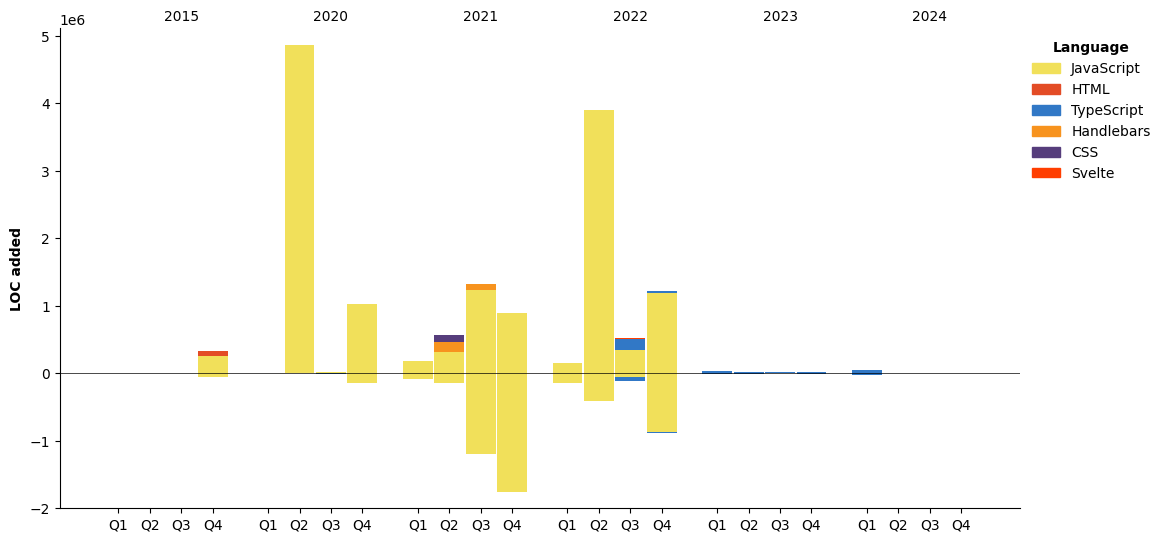 1e6
2015 2020 2021 2022 2023 2024
Language
JavaScript
HTML
TypeScript
Handlebars
CSS
Svelte
LOC added
5
4
3
2
1
0
−1
−2
Q1 Q2 Q3 Q4 Q1 Q2 Q3 Q4 Q1 Q2 Q3 Q4 Q1 Q2 Q3 Q4 Q1 Q2 Q3 Q4 Q1 Q2 Q3 Q4